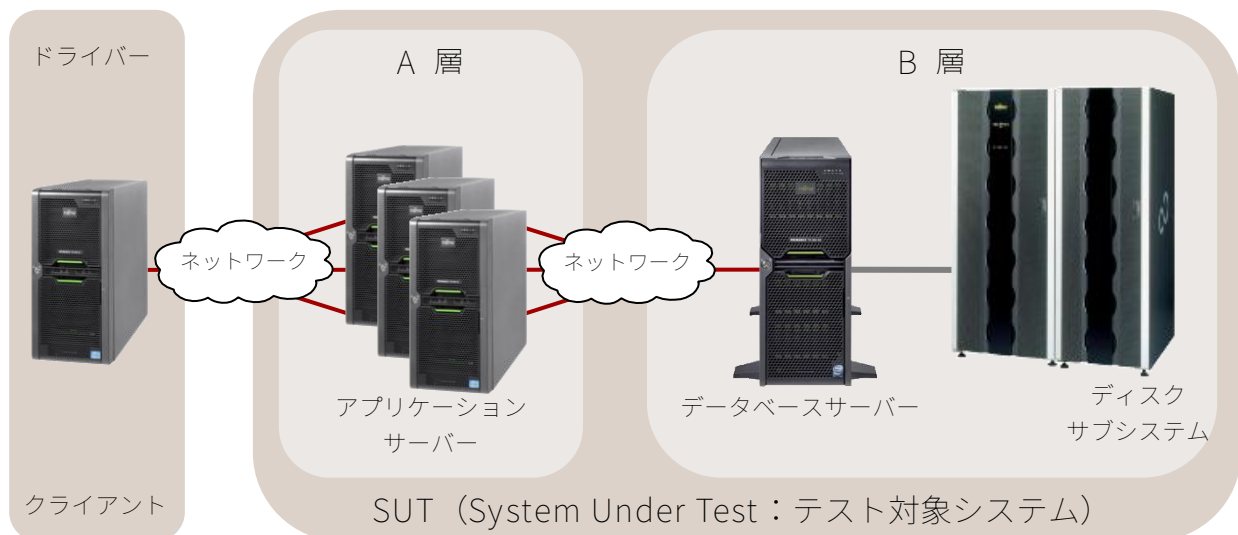 ドライバー
A 層
B 層
ネットワーク
ネットワーク
アプリケーション
サーバー
データベースサーバー
ディスク
サブシステム
クライアント
SUT（System Under Test：テスト対象システム）